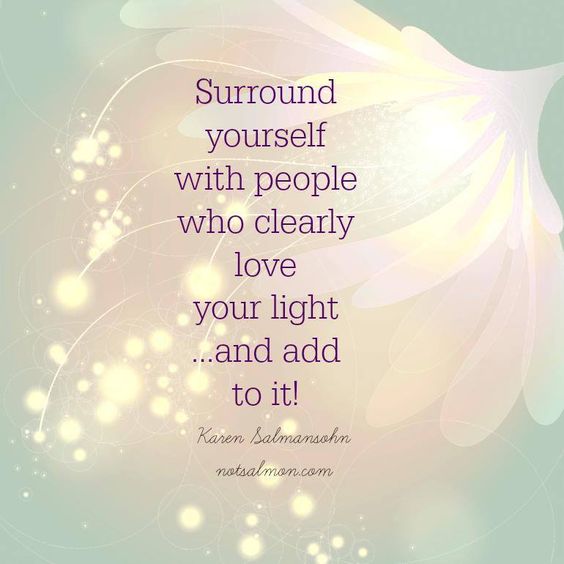 Surround
yourself
with people
who clearly
love
your light
...and add
to it!
Karen Salmansohn
notsalmon.com